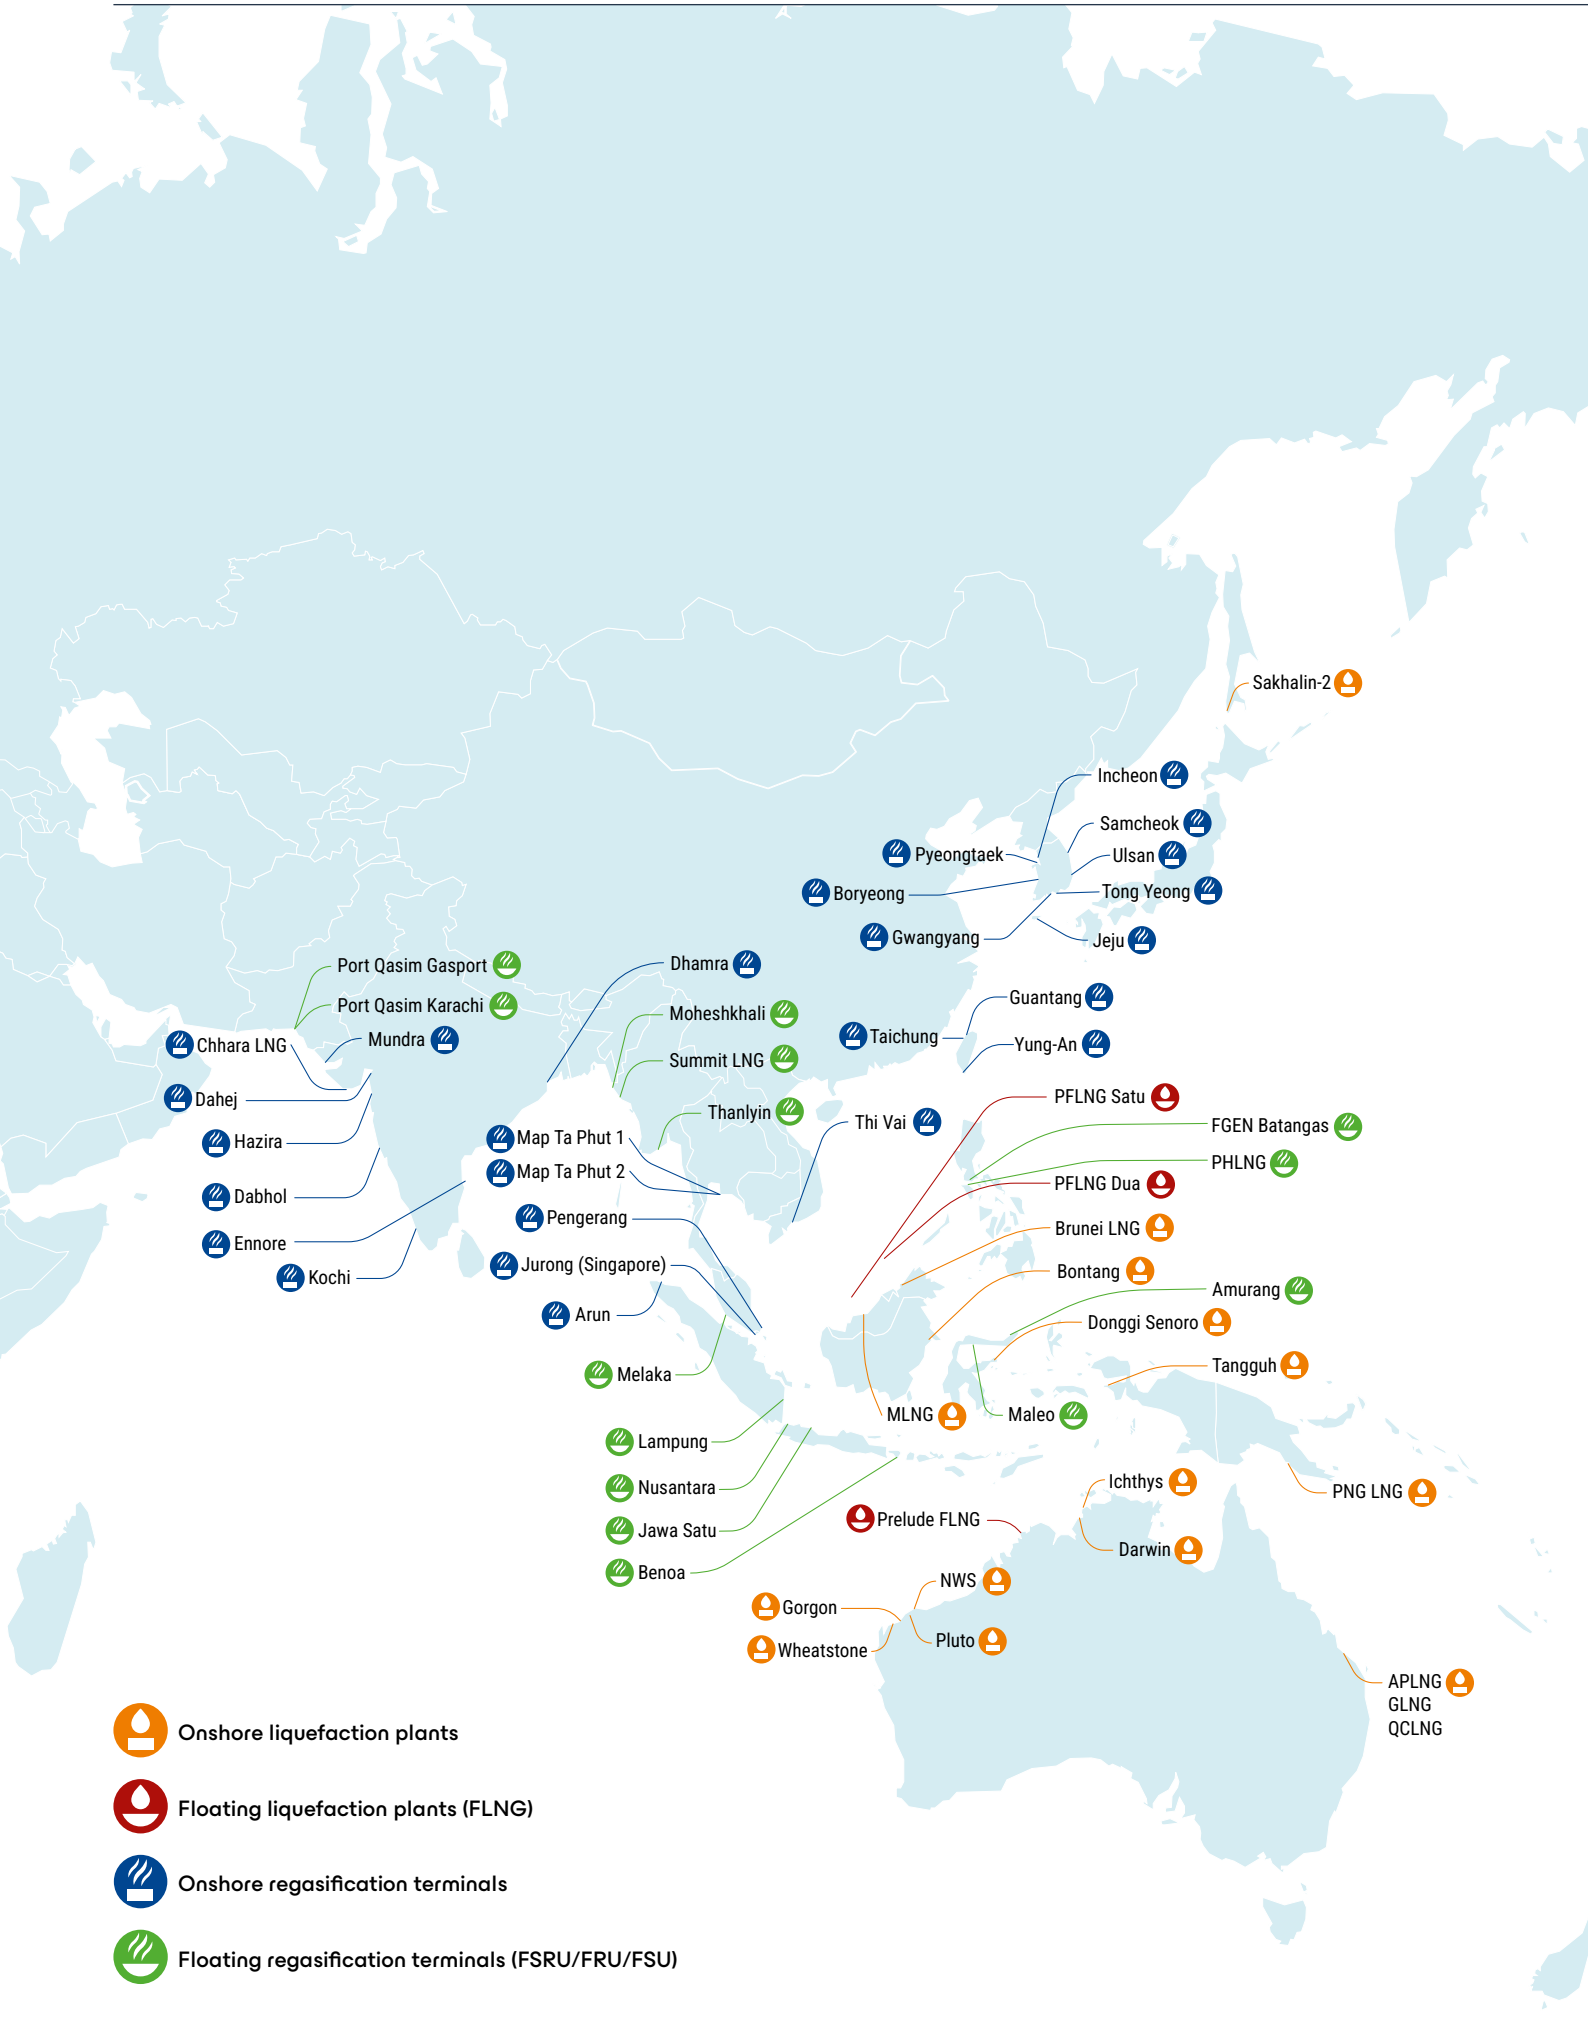 Sakhalin-2
Incheon
Samcheok
Pyeongtaek
Ulsan
Boryeong
Tong Yeong
Gwangyang
Jeju
Port Qasim Gasport
Dhamra
Port Qasim Karachi
Moheshkhali
Guantang
Chhara LNG
Mundra
Taichung
Yung-An
Summit LNG
Dahej
PFLNG Satu
Thanlyin
Thi Vai
FGEN Batangas
Hazira
Map Ta Phut 1
PHLNG
Map Ta Phut 2
PFLNG Dua
Dabhol
Pengerang
Brunei LNG
Ennore
Jurong (Singapore)
Bontang
Kochi
Amurang
Arun
Donggi Senoro
Melaka
Tangguh
MLNG
Maleo
Lampung
Nusantara
Ichthys
PNG LNG
Jawa Satu
Prelude FLNG
Darwin
Benoa
NWS
Gorgon
Wheatstone
Pluto
APLNG
GLNG
QCLNG
Onshore liquefaction plants
Floating liquefaction plants (FLNG)
Onshore regasification terminals
Floating regasification terminals (FSRU/FRU/FSU)